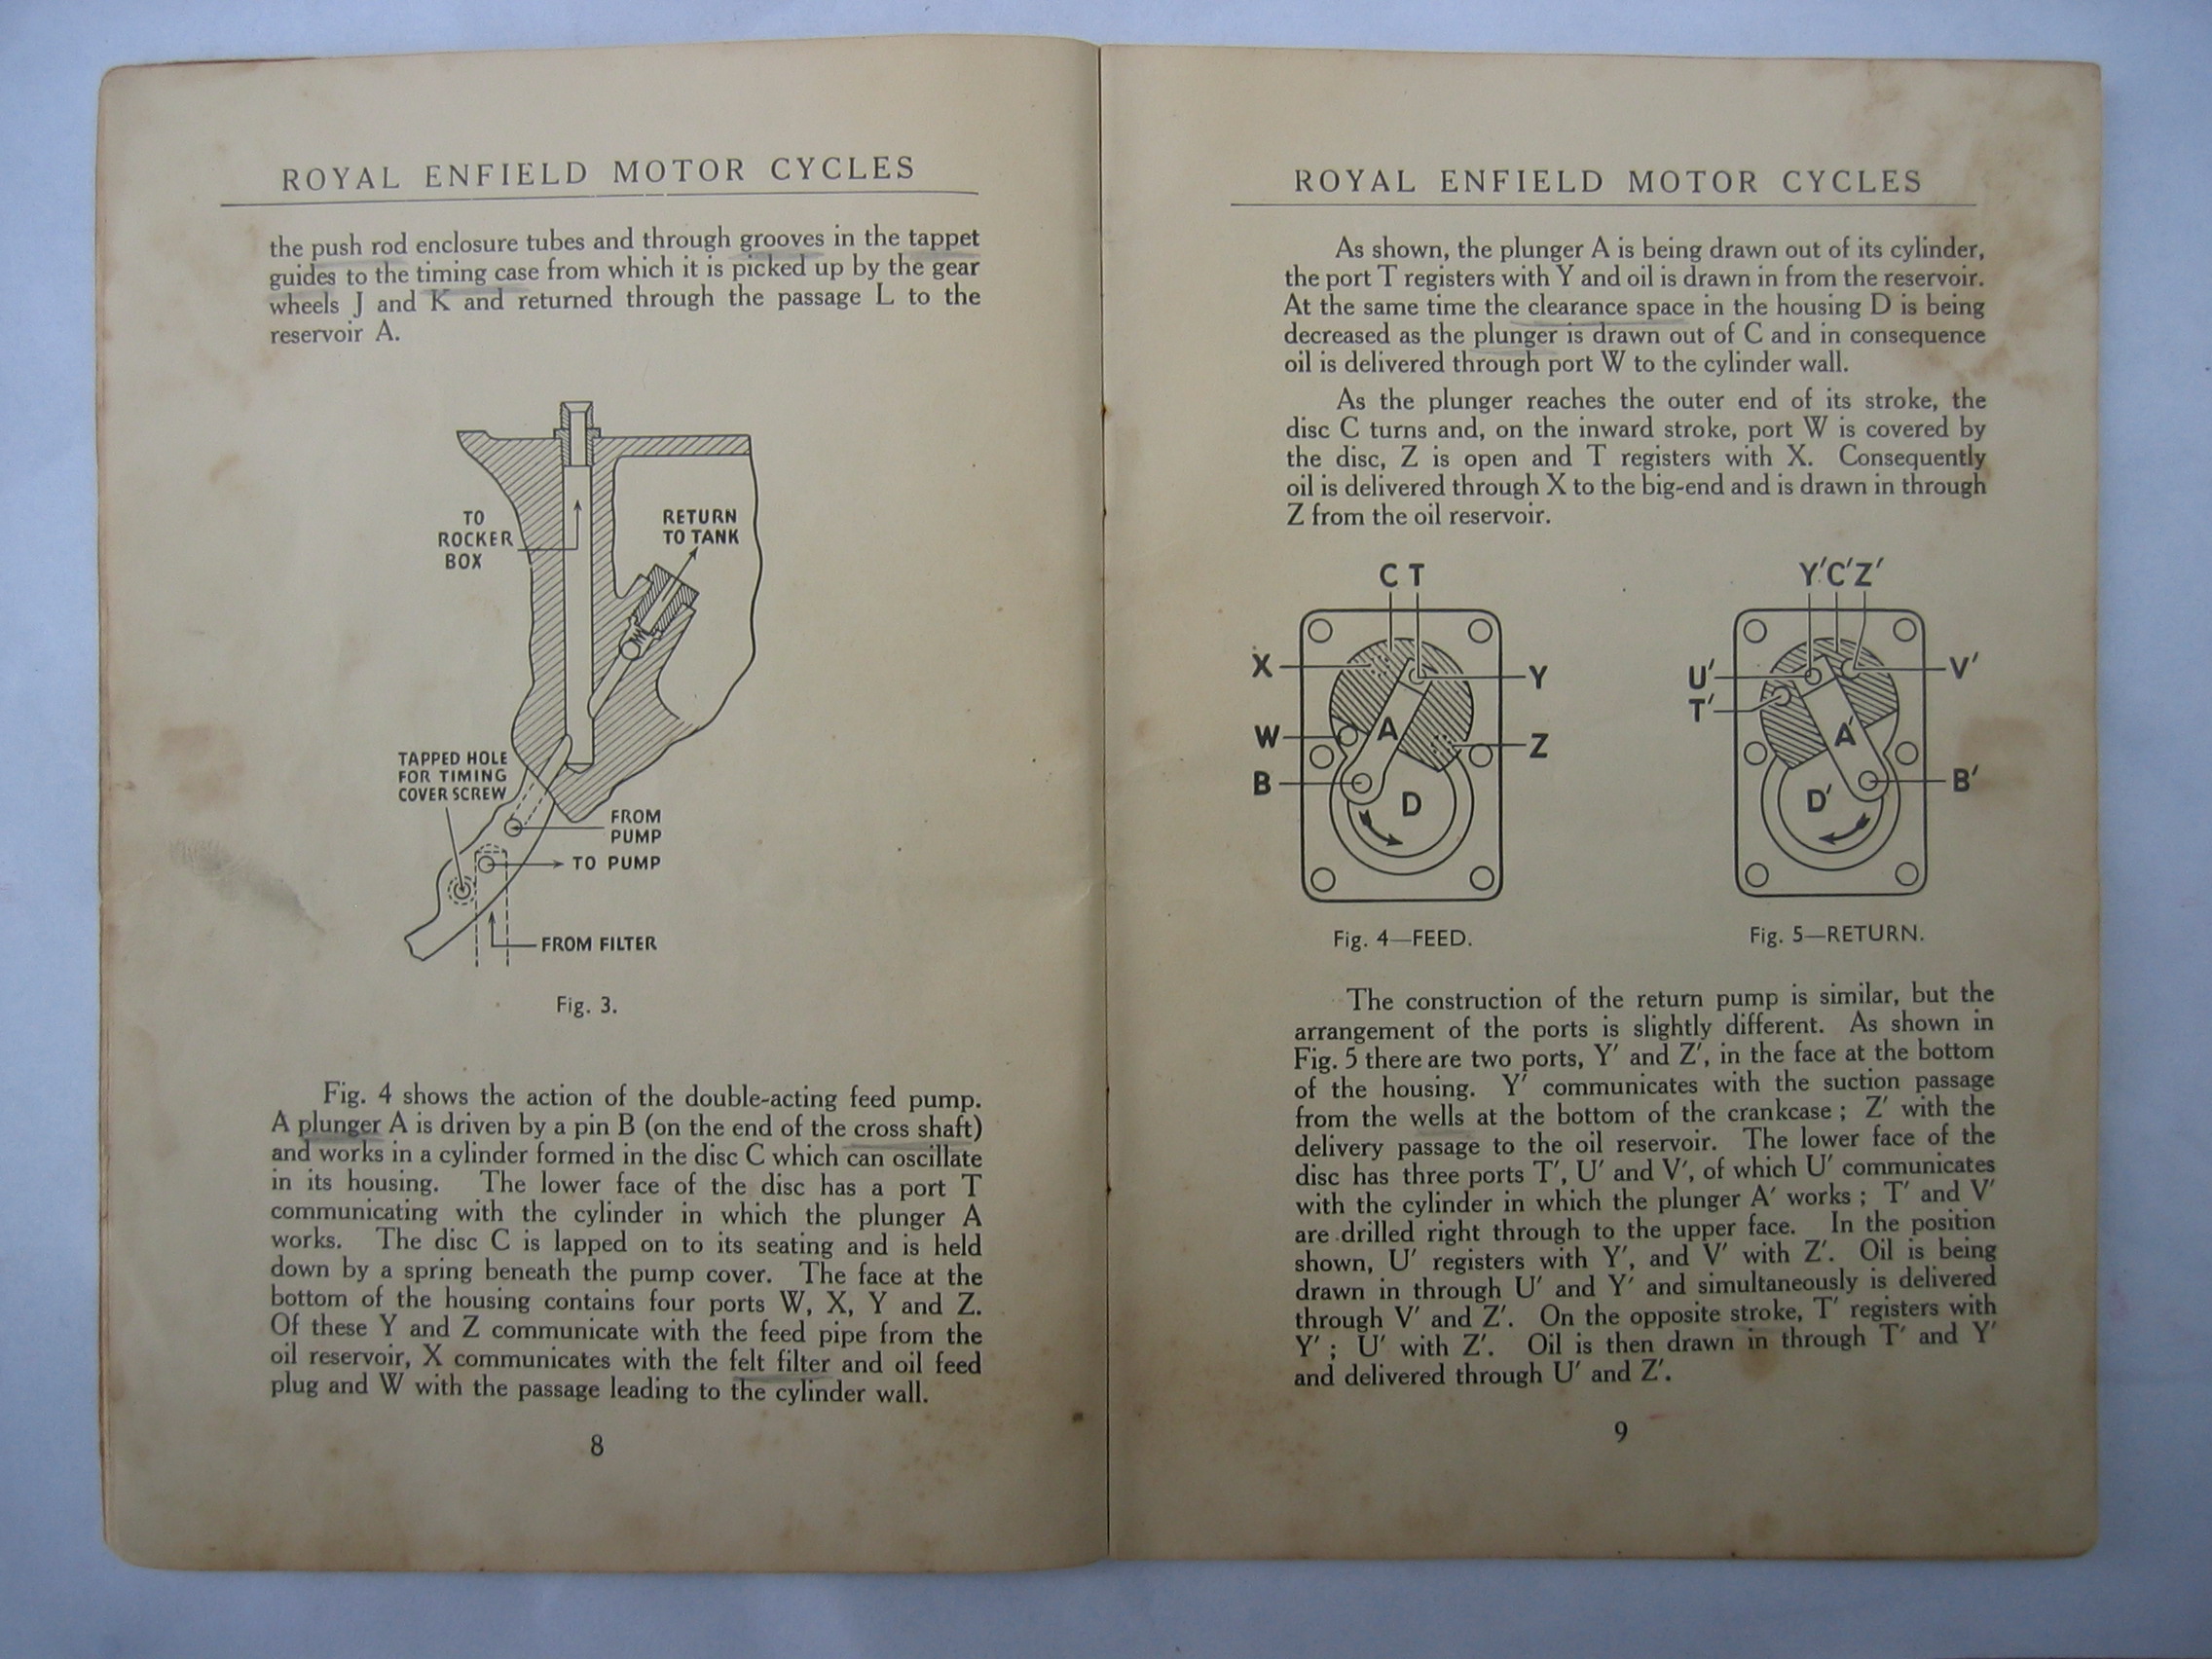 ROYAL ENFIELD MOTOR CYCLES
the push rod enclosure tubes and through grooves in the tappet
guides to the timing case from which it is picked up by the gear
wheels J and K and returned through the passage L to the
reservoir A.
TO
ROCKER
BOX
RETURN
TO TANK
TAPPED HOLE
FOR TIMING
COVER SCREW
FROM
PUMP
TO PUMP
FROM FILTER
Fig. 3.
Fig. 4 shows the action of the double-acting feed pump.
A plunger A is driven by a pin B (on the end of the cross shaft)
and works in a cylinder formed in the disc C which can oscillate
in its housing. The lower face of the disc has a port T
communicating with the cylinder in which the plunger A
works. The disc C is lapped on to its seating and is held
down by a spring beneath the pump cover. The face at the
bottom of the housing contains four ports W, X, Y and Z.
Of these Y and Z communicate with the feed pipe from the
oil reservoir, X communicates with the felt filter and oil feed
plug and W with the passage leading to the cylinder wall.
8
ROYAL ENFIELD MOTOR CYCLES
As shown, the plunger A is being drawn out of its cylinder,
the port T registers with Y and oil is drawn in from the reservoir.
At the same time the clearance space in the housing D is being
decreased as the plunger is drawn out of C and in consequence
oil is delivered through port W to the cylinder wall.
As the plunger reaches the outer end of its stroke, the
disc C turns and, on the inward stroke, port W is covered by
the disc, Z is open and T registers with X. Consequently
oil is delivered through X to the big-end and is drawn in through
Z from the oil reservoir.
C T
X
Y
W
A
Z
B
D
Fig. 4—FEED.
Y′ C′ Z′
U′
V′
T′
A′
D′
B′
Fig. 5—RETURN.
The construction of the return pump is similar, but the
arrangement of the ports is slightly different. As shown in
Fig. 5 there are two ports, Y′ and Z′, in the face at the bottom
of the housing. Y′ communicates with the suction passage
from the wells at the bottom of the crankcase ; Z′ with the
delivery passage to the oil reservoir. The lower face of the
disc has three ports T′, U′ and V′, of which U′ communicates
with the cylinder in which the plunger A′ works ; T′ and V′
are drilled right through to the upper face. In the position
shown, U′ registers with Y′, and V′ with Z′. Oil is being
drawn in through U′ and Y′ and simultaneously is delivered
through V′ and Z′. On the opposite stroke, T′ registers with
Y′ ; U′ with Z′. Oil is then drawn in through T′ and Y′
and delivered through U′ and Z′.
9